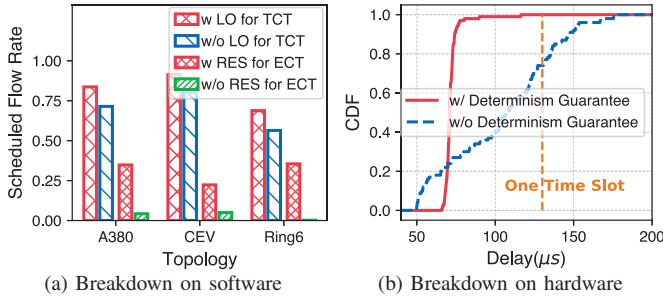 Scheduled Flow Rate
1.00
0.75
0.50
0.25
0.00
w LO for TCT
w/o LO for TCT
w RES for ECT
w/o RES for ECT
A380
CEV
Ring6
Topology
(a) Breakdown on software
CDF
1.0
0.8
0.6
0.4
0.2
0.0
w/ Determinism Guarantee
w/o Determinism Guarantee
One Time Slot
50
100
150
200
Delay(μs)
(b) Breakdown on hardware